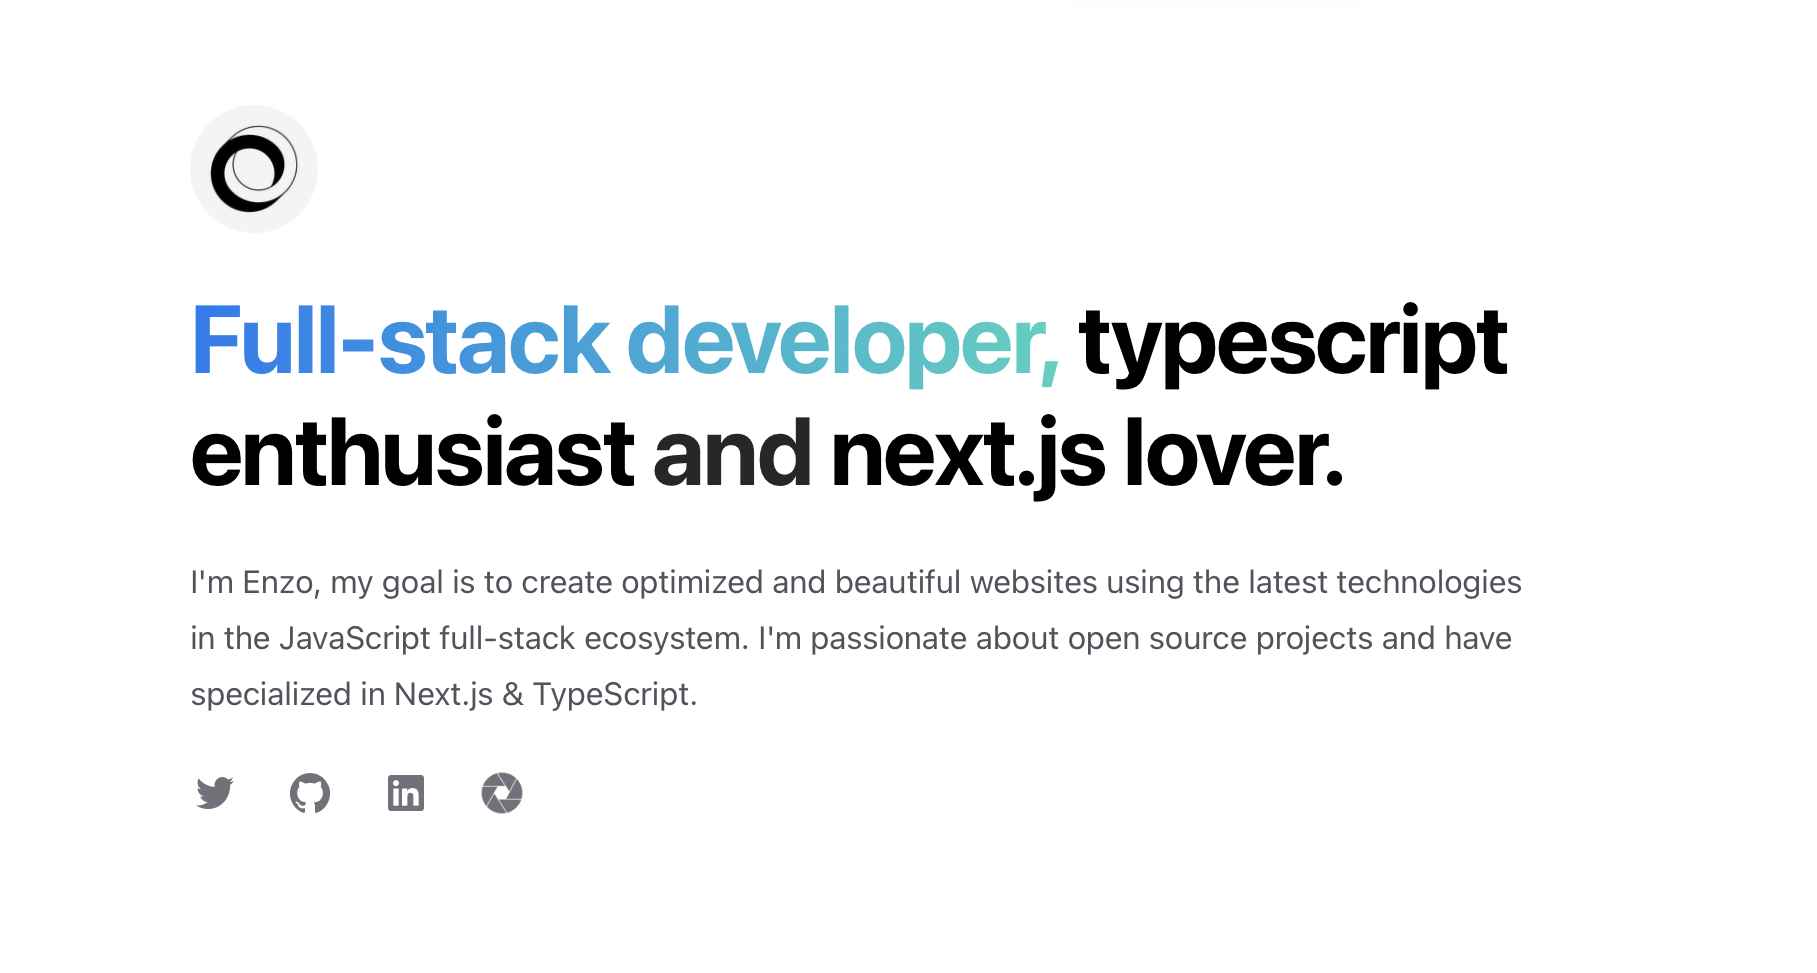 Full-stack developer, typescript
enthusiast and next.js lover.
I'm Enzo, my goal is to create optimized and beautiful websites using the latest technologies
in the JavaScript full-stack ecosystem. I'm passionate about open source projects and have
specialized in Next.js & TypeScript.
in